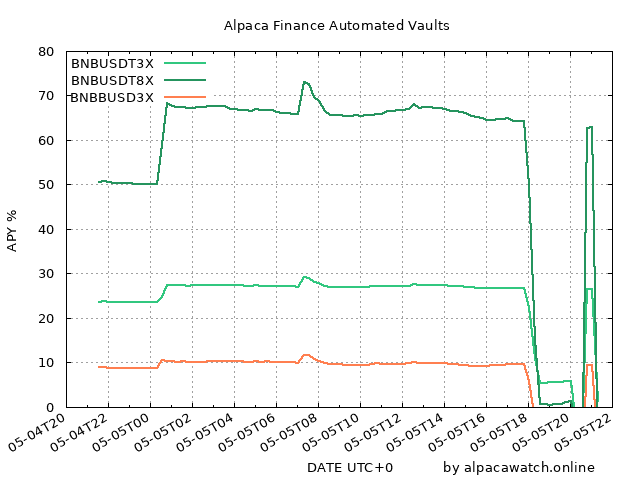 Alpaca Finance Automated Vaults
80
70
60
50
40
30
20
10
0
APY %
BNBUSDT3X
BNBUSDT8X
BNBBUSD3X
05-04T20
05-04T22
05-05T00
05-05T02
05-05T04
05-05T06
05-05T08
05-05T10
05-05T12
05-05T14
05-05T16
05-05T18
05-05T20
05-05T22
DATE UTC+0
by alpacawatch.online